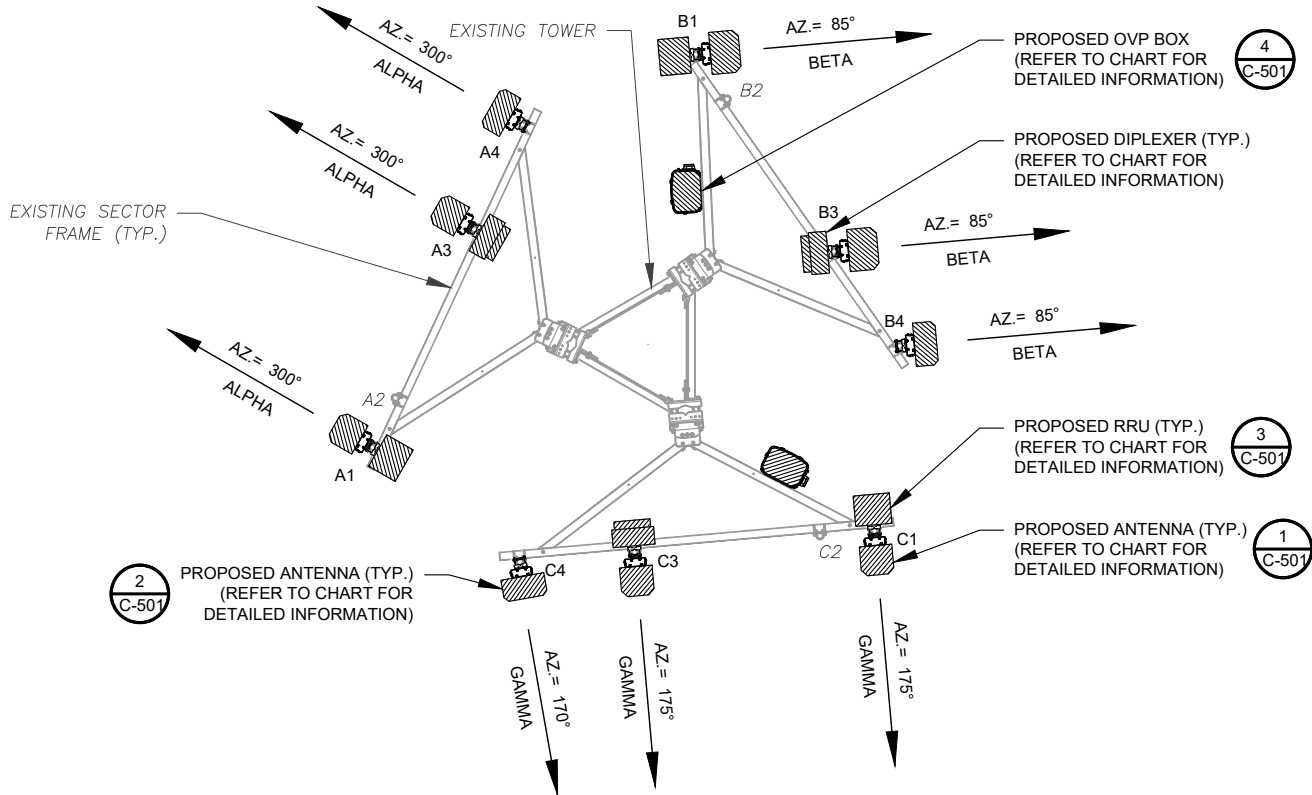 B1
AZ.= 85°
BETA
EXISTING TOWER
PROPOSED OVP BOX
(REFER TO CHART FOR
DETAILED INFORMATION)
4
C-501
AZ.= 300°
ALPHA
B2
A4
AZ.= 300°
ALPHA
PROPOSED DIPLEXER (TYP.)
(REFER TO CHART FOR
DETAILED INFORMATION)
EXISTING SECTOR
FRAME (TYP.)
A3
B3
AZ.= 85°
BETA
B4
AZ.= 85°
BETA
AZ.= 300°
ALPHA
A2
A1
PROPOSED RRU (TYP.)
(REFER TO CHART FOR
DETAILED INFORMATION)
3
C-501
PROPOSED ANTENNA (TYP.)
(REFER TO CHART FOR
DETAILED INFORMATION)
1
C-501
C1
C2
C3
C4
2
C-501
PROPOSED ANTENNA (TYP.)
(REFER TO CHART FOR
DETAILED INFORMATION)
AZ.= 170°
GAMMA
AZ.= 175°
GAMMA
AZ.= 175°
GAMMA